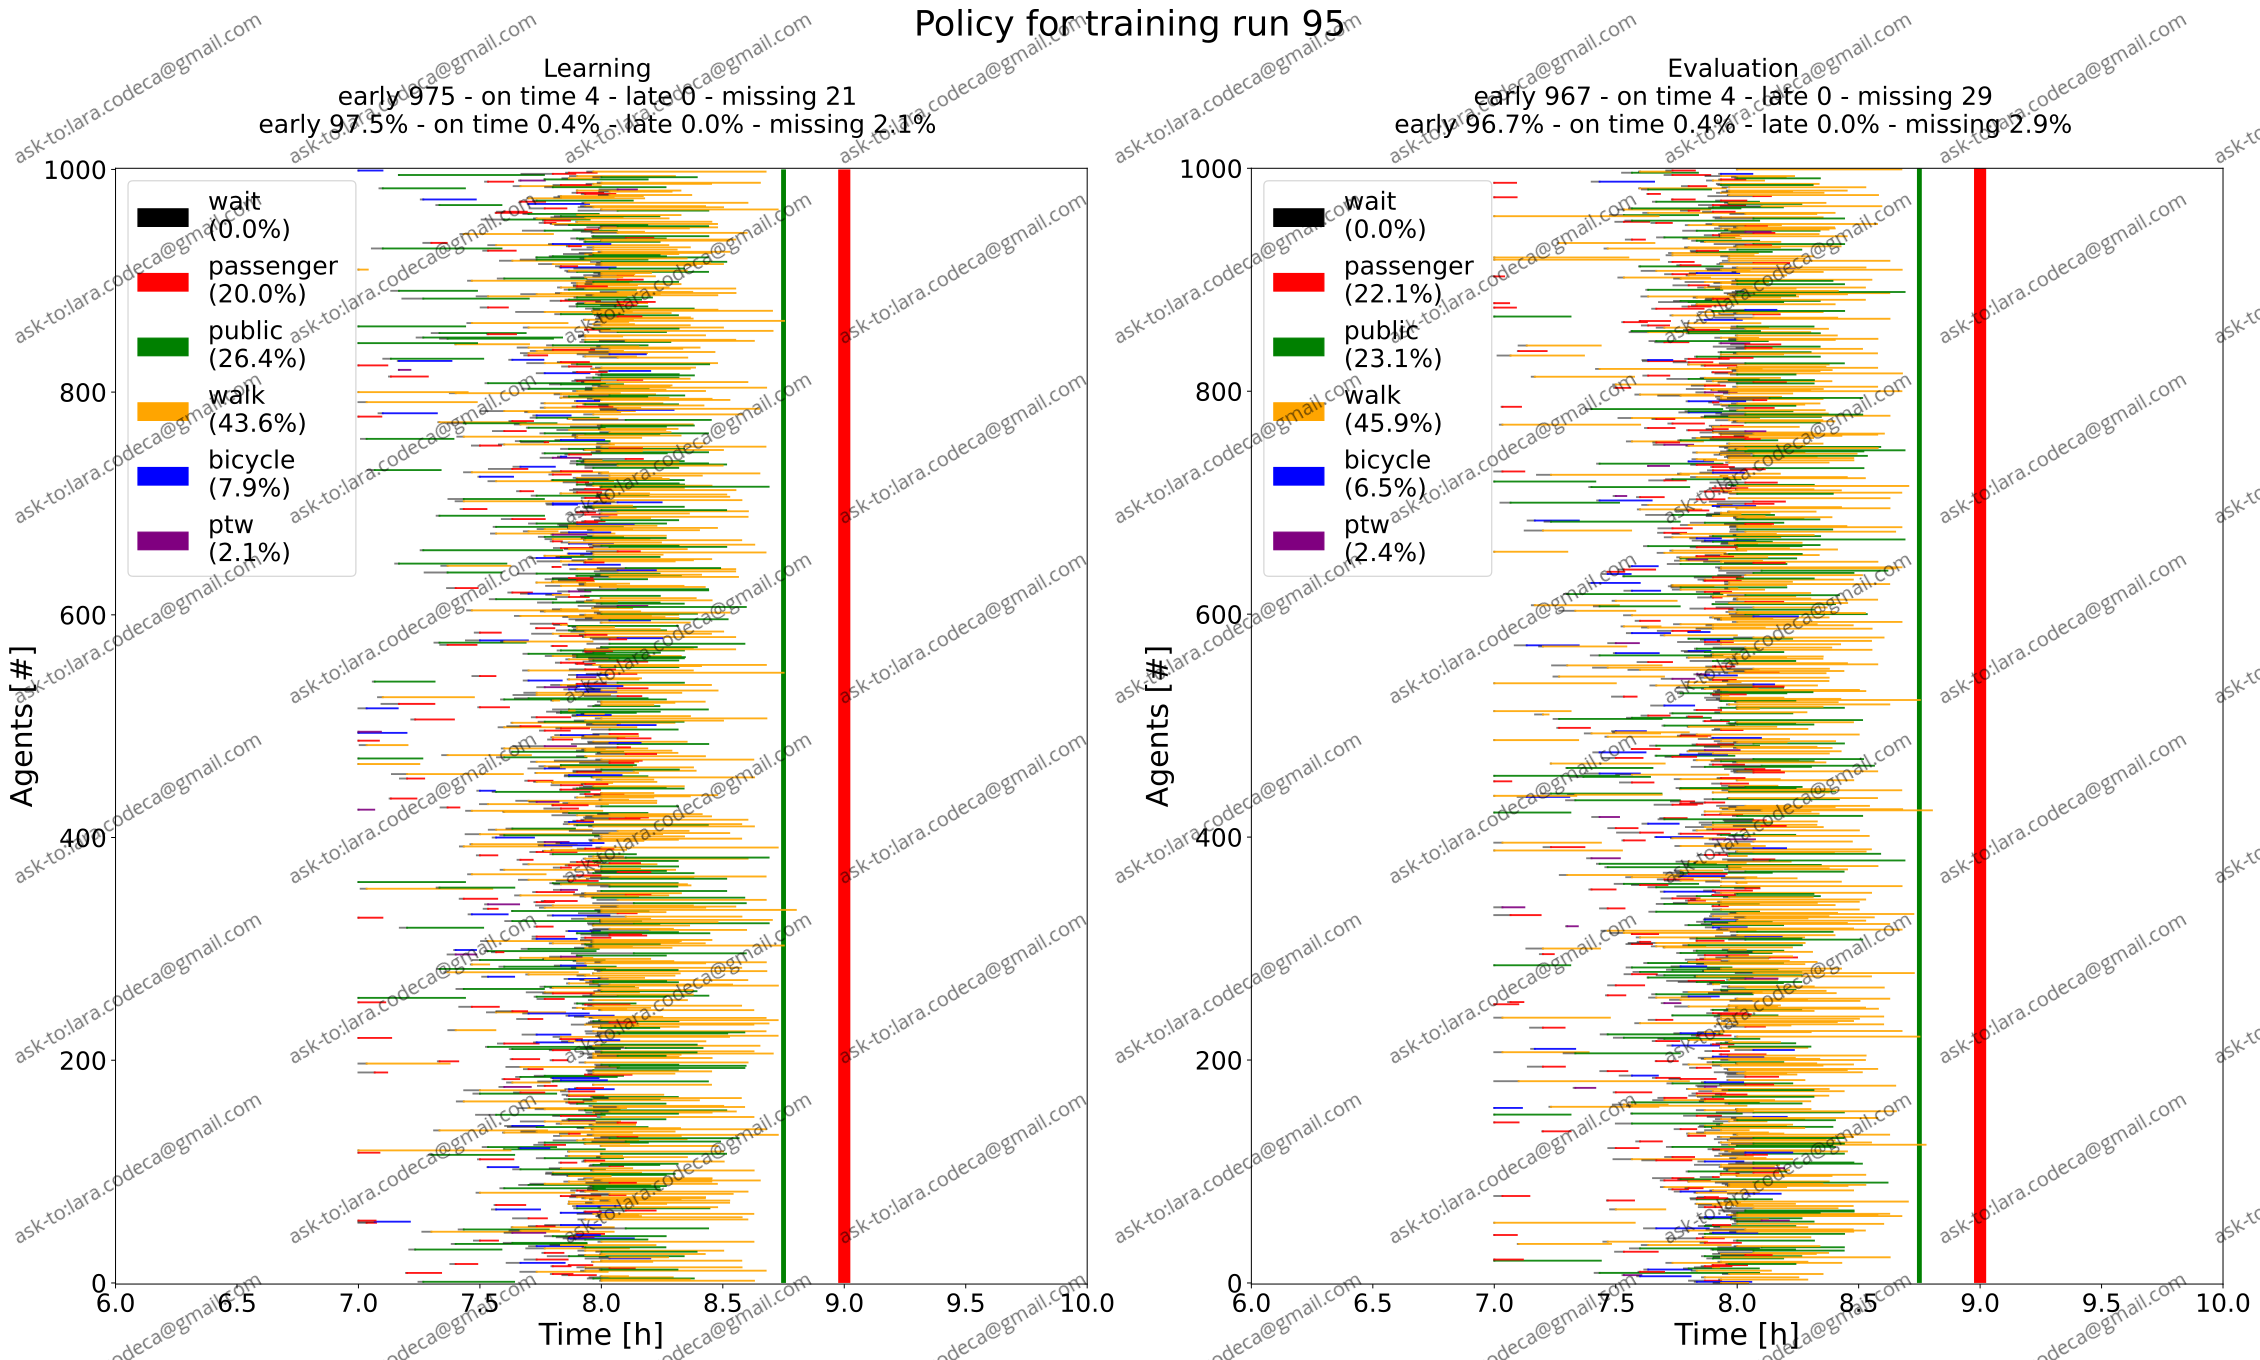 Policy for training run 95
Learning
early 975 - on time 4 - late 0 - missing 21
early 97.5% - on time 0.4% - late 0.0% - missing 2.1%
Evaluation
early 967 - on time 4 - late 0 - missing 29
early 96.7% - on time 0.4% - late 0.0% - missing 2.9%
1000
800
600
400
200
0
Agents [#]
wait
(0.0%)
passenger
(20.0%)
public
(26.4%)
walk
(43.6%)
bicycle
(7.9%)
ptw
(2.1%)
6.0 6.5 7.0 7.5 8.0 8.5 9.0 9.5 10.0
Time [h]
1000
800
600
400
200
0
Agents [#]
wait
(0.0%)
passenger
(22.1%)
public
(23.1%)
walk
(45.9%)
bicycle
(6.5%)
ptw
(2.4%)
6.0 6.5 7.0 7.5 8.0 8.5 9.0 9.5 10.0
Time [h]
ask-to:lara.codeca@gmail.com